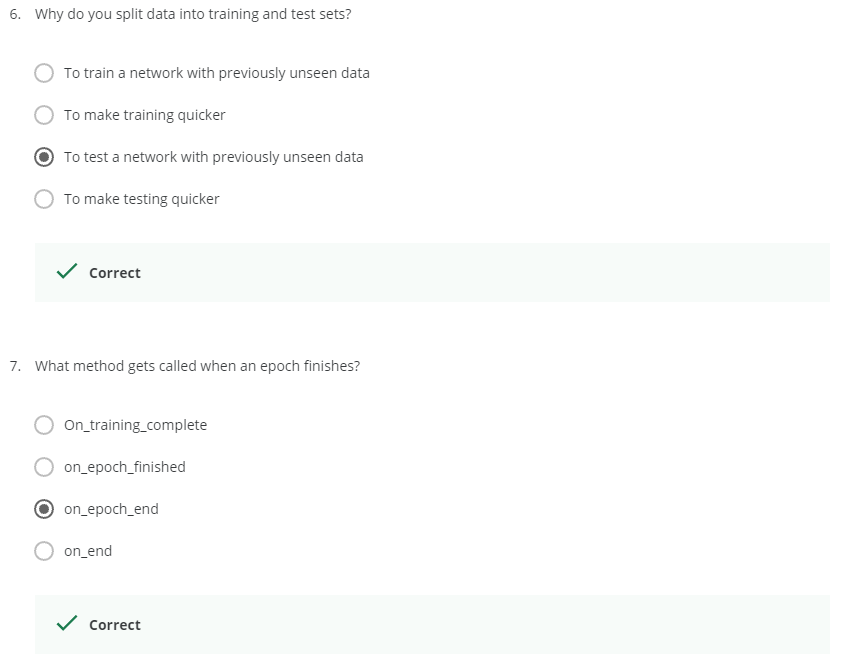 6. Why do you split data into training and test sets?
To train a network with previously unseen data
To make training quicker
To test a network with previously unseen data
To make testing quicker
Correct
7. What method gets called when an epoch finishes?
On_training_complete
on_epoch_finished
on_epoch_end
on_end
Correct